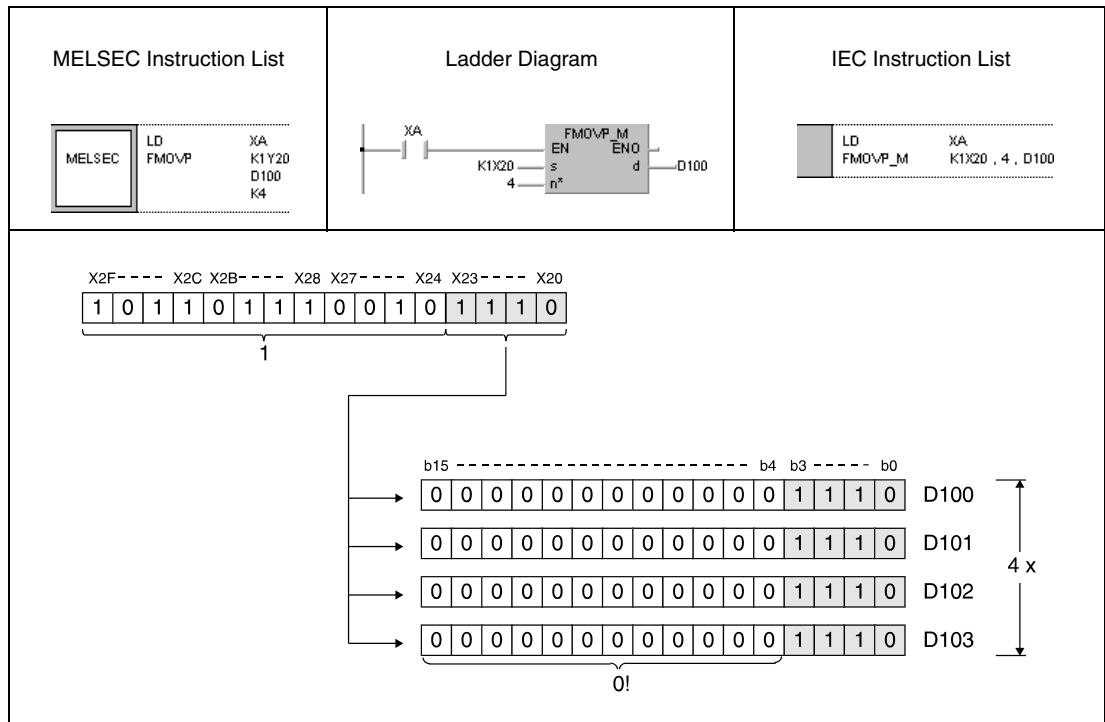 MELSEC Instruction List
Ladder Diagram
IEC Instruction List
MELSEC
LD XA
FMOVP K1Y20
D100
K4
XA
FMOVP_M
EN ENO
K1X20 s d D100
4 n*
LD XA
FMOVP_M K1X20 , 4 , D100
X2F---- X2C X2B---- X28 X27---- X24 X23---- X20
1 0 1 1 0 1 1 1 0 0 1 0 1 1 1 0
1
b15 ---- b4 b3 ---- b0
0 0 0 0 0 0 0 0 0 0 0 0 1 1 1 0 D100
0 0 0 0 0 0 0 0 0 0 0 0 1 1 1 0 D101
4 x
0 0 0 0 0 0 0 0 0 0 0 0 1 1 1 0 D102
0 0 0 0 0 0 0 0 0 0 0 0 1 1 1 0 D103
0!